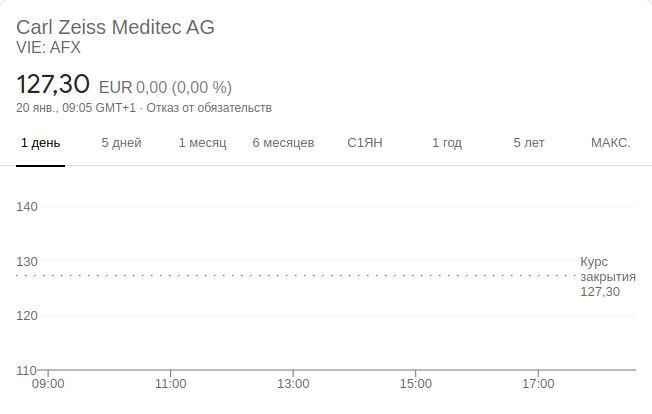 Carl Zeiss Meditec AG
VIE: AFX
127,30 EUR 0,00 (0,00 %)
20 янв., 09:05 GMT+1 · Отказ от обязательств
1 день 5 дней 1 месяц 6 месяцев С1ЯН 1 год 5 лет МАКС.
140
130
Курс
закрытия
127,30
120
110
09:00 11:00 13:00 15:00 17:00